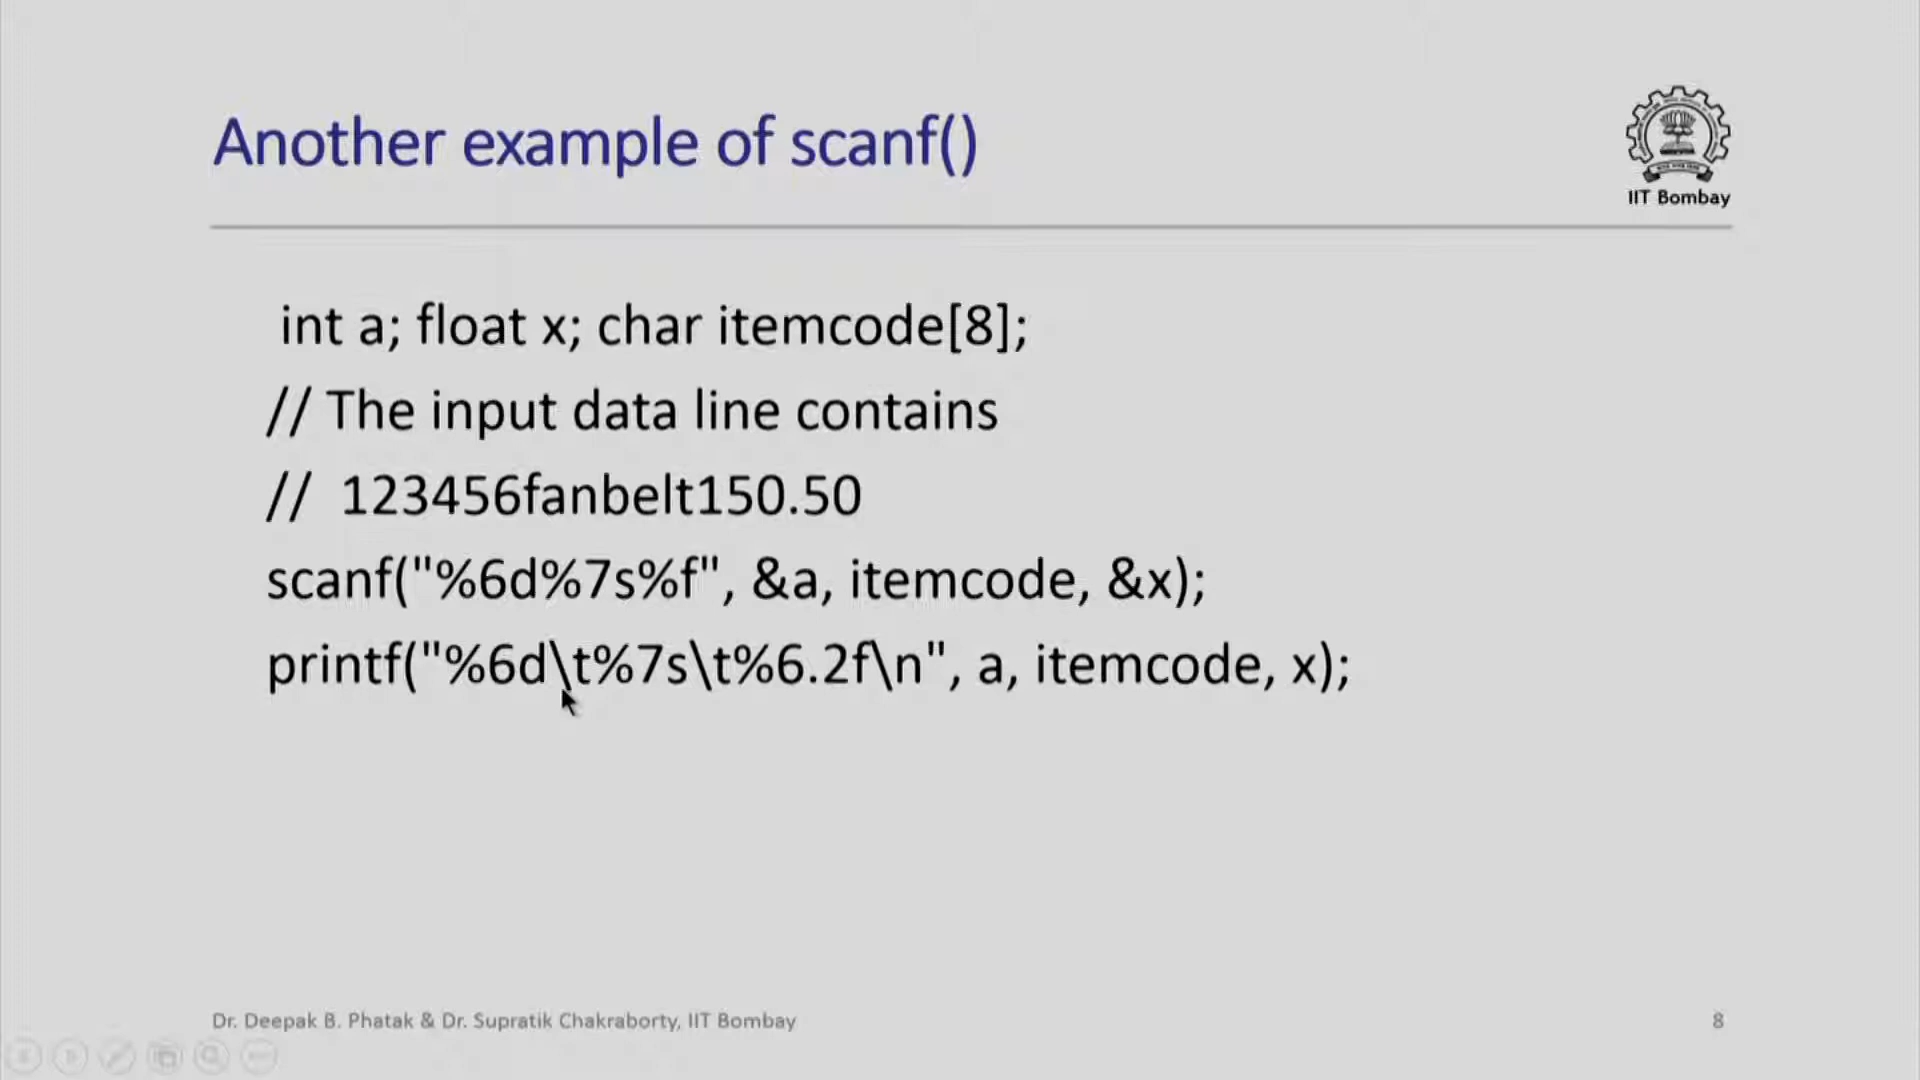 Another example of scanf()
IIT Bombay
int a; float x; char itemcode[8];
// The input data line contains
// 123456fanbelt150.50
scanf("%6d%7s%f", &a, itemcode, &x);
printf("%6d\t%7s\t%6.2f\n", a, itemcode, x);
Dr. Deepak B. Phatak & Dr. Supratik Chakraborty, IIT Bombay
8